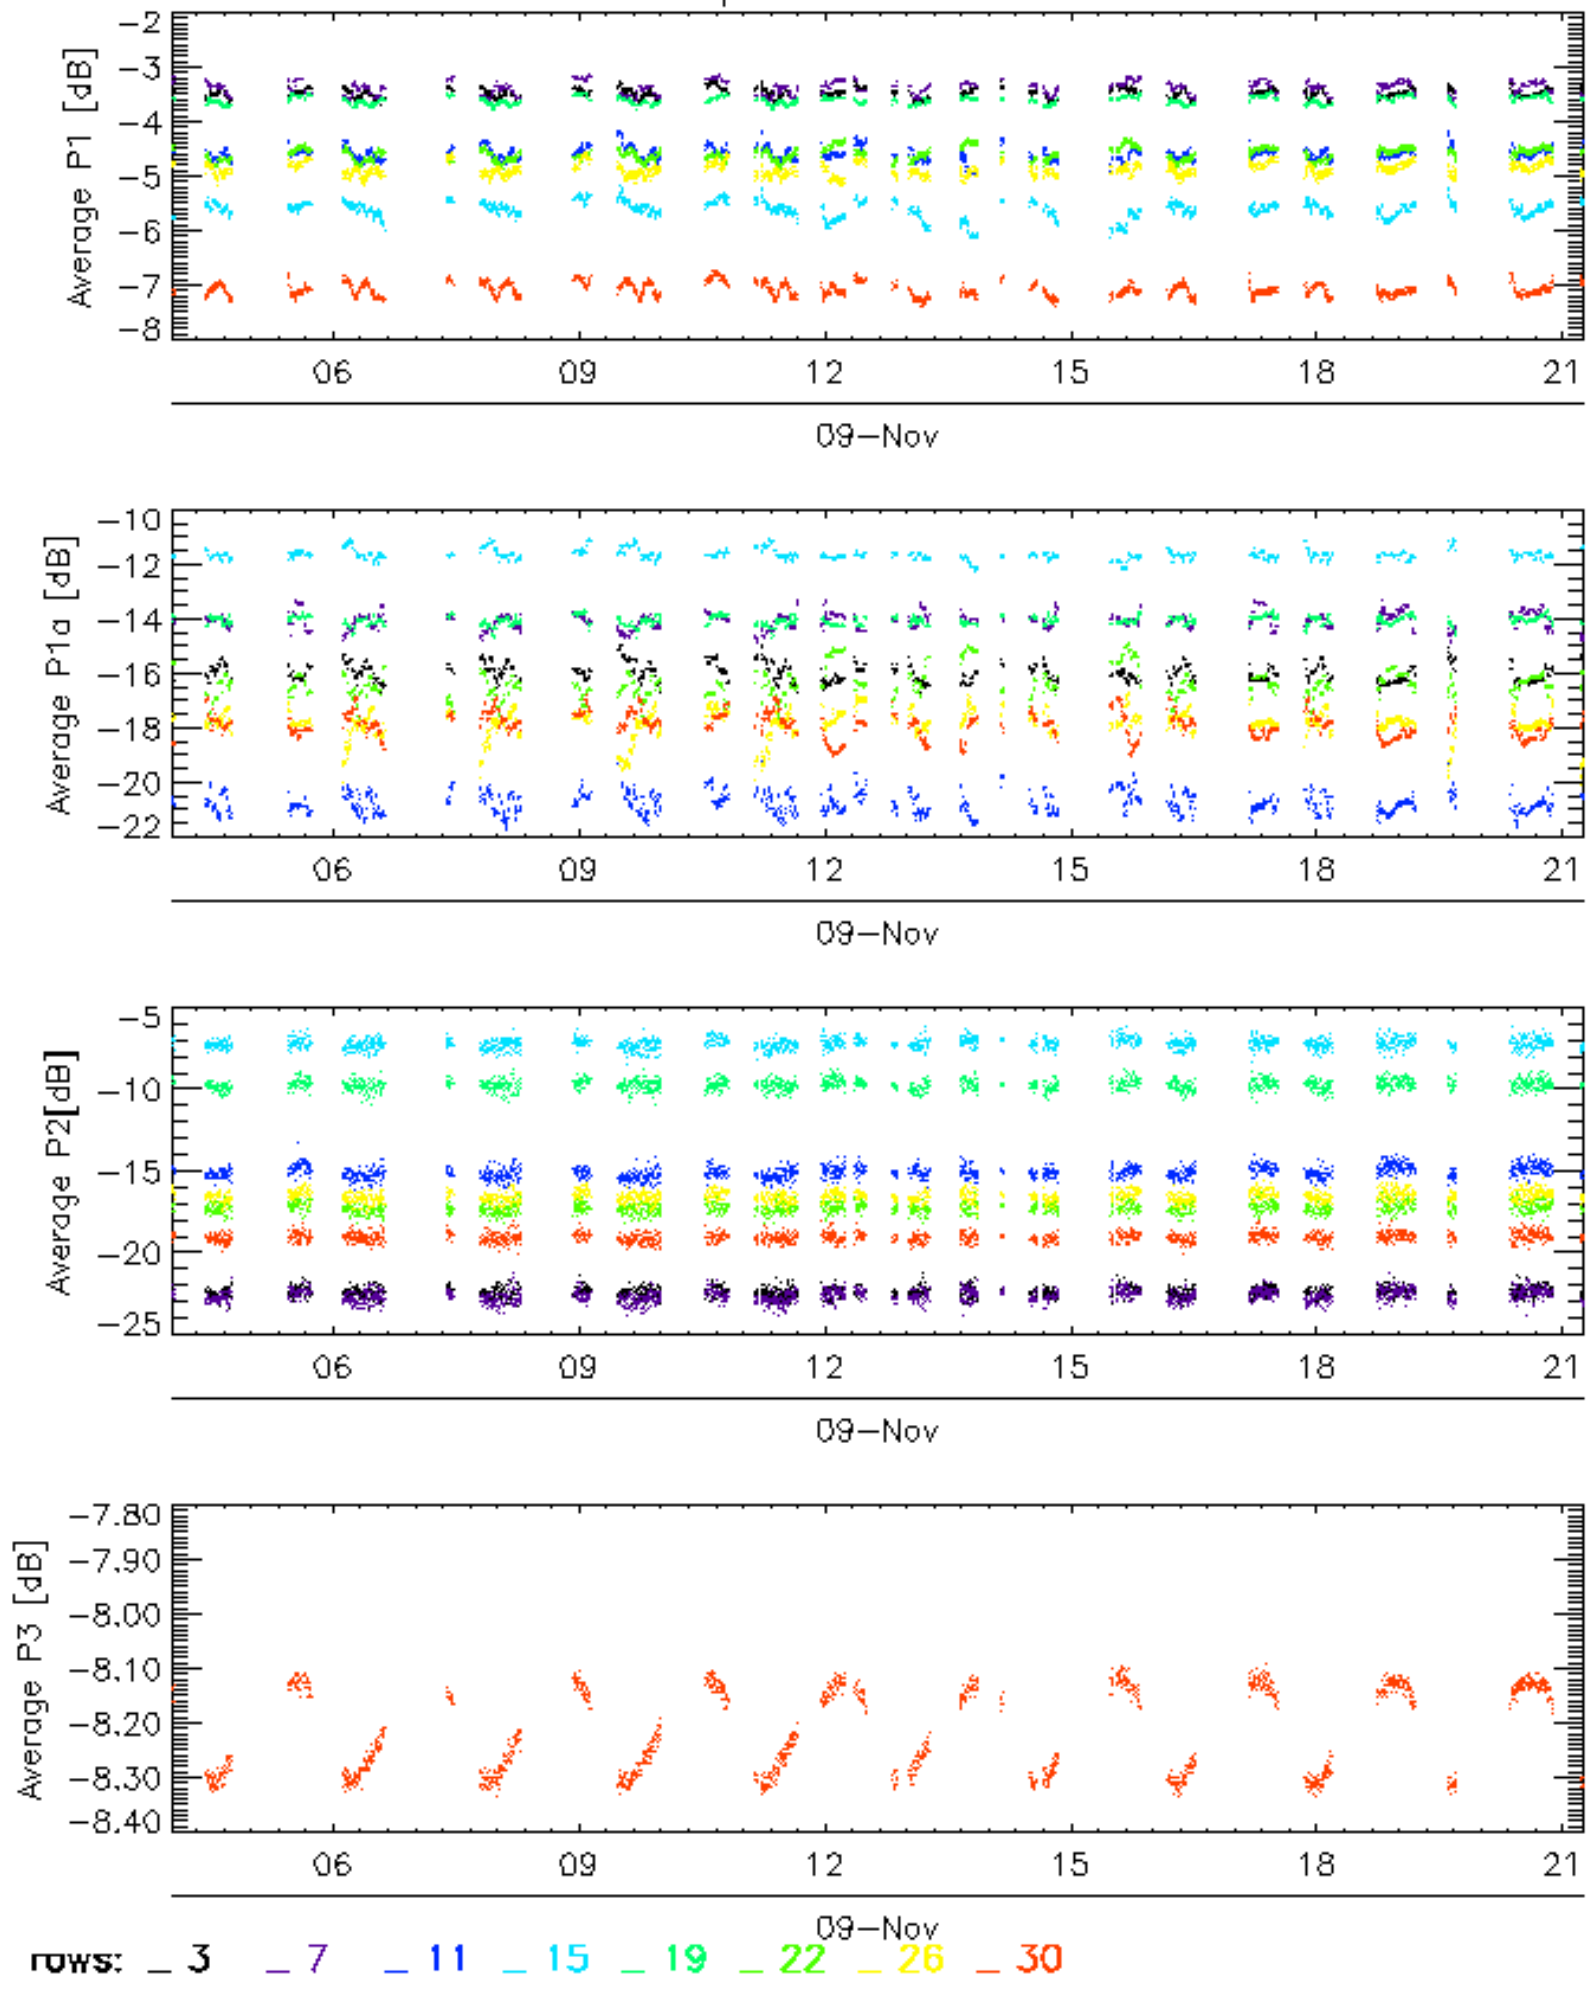 Average P1 [dB]
-2
-3
-4
-5
-6
-7
-8
06 09 12 15 18 21
09-Nov
Average P1a [dB]
-10
-12
-14
-16
-18
-20
-22
06 09 12 15 18 21
09-Nov
Average P2[dB]
-5
-10
-15
-20
-25
06 09 12 15 18 21
09-Nov
Average P3 [dB]
-7.80
-7.90
-8.00
-8.10
-8.20
-8.30
-8.40
06 09 12 15 18 21
09-Nov
rows: _ 3 _ 7 _ 11 _ 15 _ 19 _ 22 _ 26 _ 30